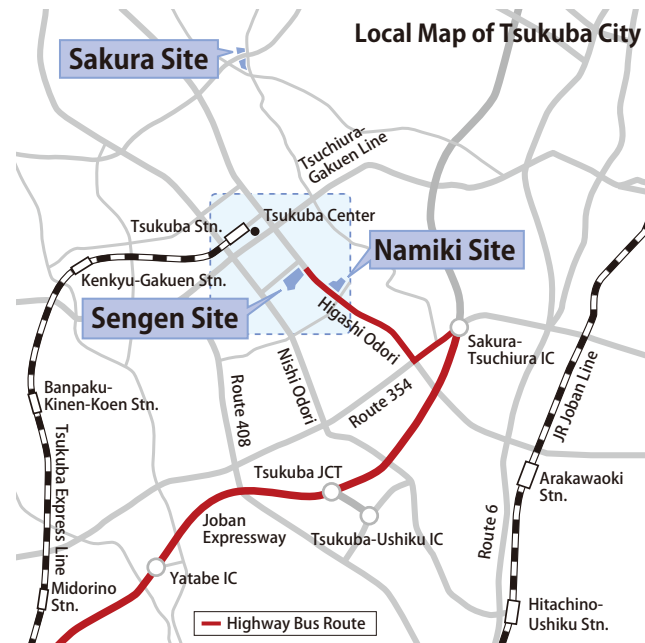 Local Map of Tsukuba City
Sakura Site
Tsuchiura-
Gakuen Line
Tsukuba Stn.
Tsukuba Center
Kenkyu-Gakuen Stn.
Namiki Site
Sengen Site
Higashi Odori
Sakura-
Tsuchiura IC
Nishi Odori
Route 408
Route 354
JR Joban Line
Banpaku-
Kinen-Koen Stn.
Tsukuba Express Line
Tsukuba JCT
Arakawaoki
Stn.
Joban
Expressway
Tsukuba-Ushiku IC
Route 6
Yatabe IC
Midorino
Stn.
Hitachino-
Ushiku Stn.
Highway Bus Route